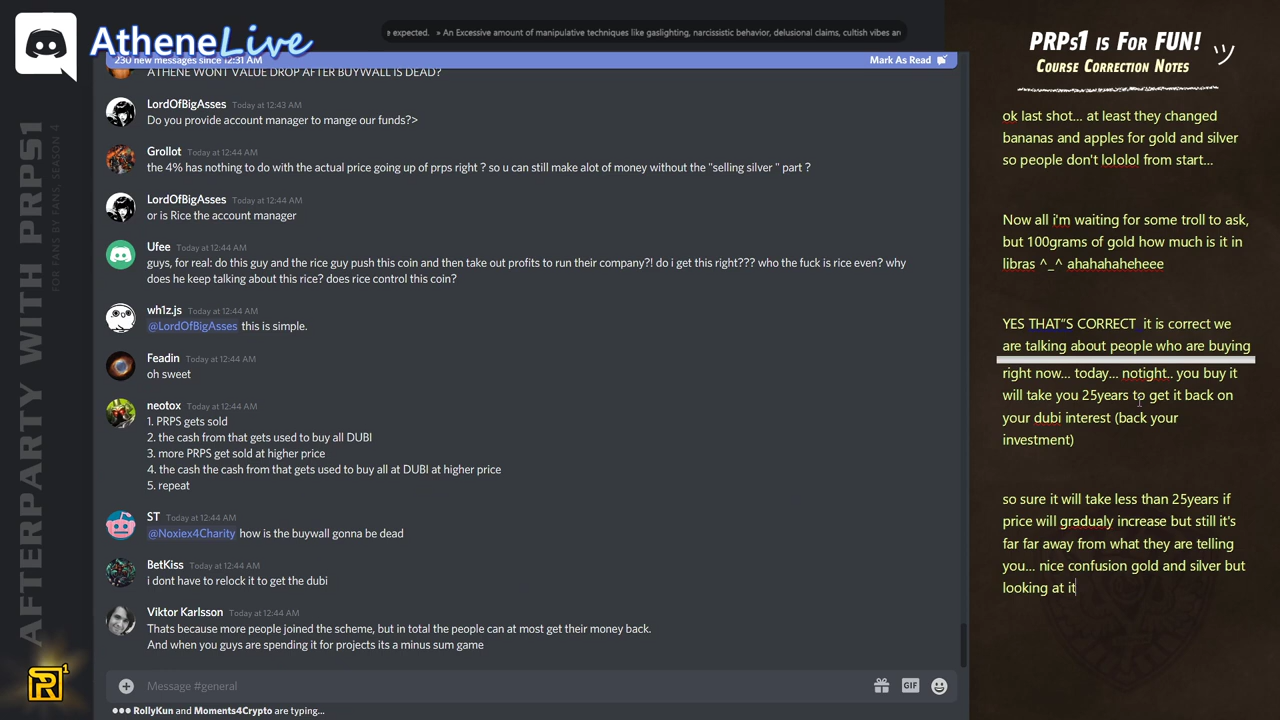 AtheneLive
e expected. » An Excessive amount of manipulative techniques like gaslighting, narcissistic behavior, delusional claims, cultish vibes ar
230 new messages since 12:31 AM
Mark As Read
ATHENE WONT VALUE DROP AFTER BUYWALL IS DEAD?
LordOfBigAsses Today at 12:43 AM
Do you provide account manager to mange our funds?>
Grollot Today at 12:44 AM
the 4% has nothing to do with the actual price going up of prps right ? so u can still make alot of money without the "selling silver " part ?
LordOfBigAsses Today at 12:44 AM
or is Rice the account manager
Ufee Today at 12:44 AM
guys, for real: do this guy and the rice guy push this coin and then take out profits to run their company?! do i get this right??? who the fuck is rice even? why
does he keep talking about this rice? does rice control this coin?
wh1z.js Today at 12:44 AM
@LordOfBigAsses this is simple.
Feadin Today at 12:44 AM
oh sweet
neotox Today at 12:44 AM
1. PRPS gets sold
2. the cash from that gets used to buy all DUBI
3. more PRPS get sold at higher price
4. the cash the cash from that gets used to buy all at DUBI at higher price
5. repeat
ST Today at 12:44 AM
@Noxiex4Charity how is the buywall gonna be dead
BetKiss Today at 12:44 AM
i dont have to relock it to get the dubi
Viktor Karlsson Today at 12:44 AM
Thats because more people joined the scheme, but in total the people can at most get their money back.
And when you guys are spending it for projects its a minus sum game
Message #general
GIF
RollyKun and Moments4Crypto are typing...
AFTERPARTY WITH PRPS1
FOR FANS BY FANS, SEASON 4
R1
PRPs1 is For FUN!
Course Correction Notes
ツ
ok last shot... at least they changed
bananas and apples for gold and silver
so people don't lololol from start...
Now all i'm waiting for some troll to ask,
but 100grams of gold how much is it in
libras ^_^ ahahahaheheee
YES THAT"S CORRECT it is correct we
are talking about people who are buying
right now... today... notight.. you buy it
will take you 25years to get it back on
your dubi interest (back your
investment)
so sure it will take less than 25years if
price will gradualy increase but still it's
far far away from what they are telling
you... nice confusion gold and silver but
looking at it